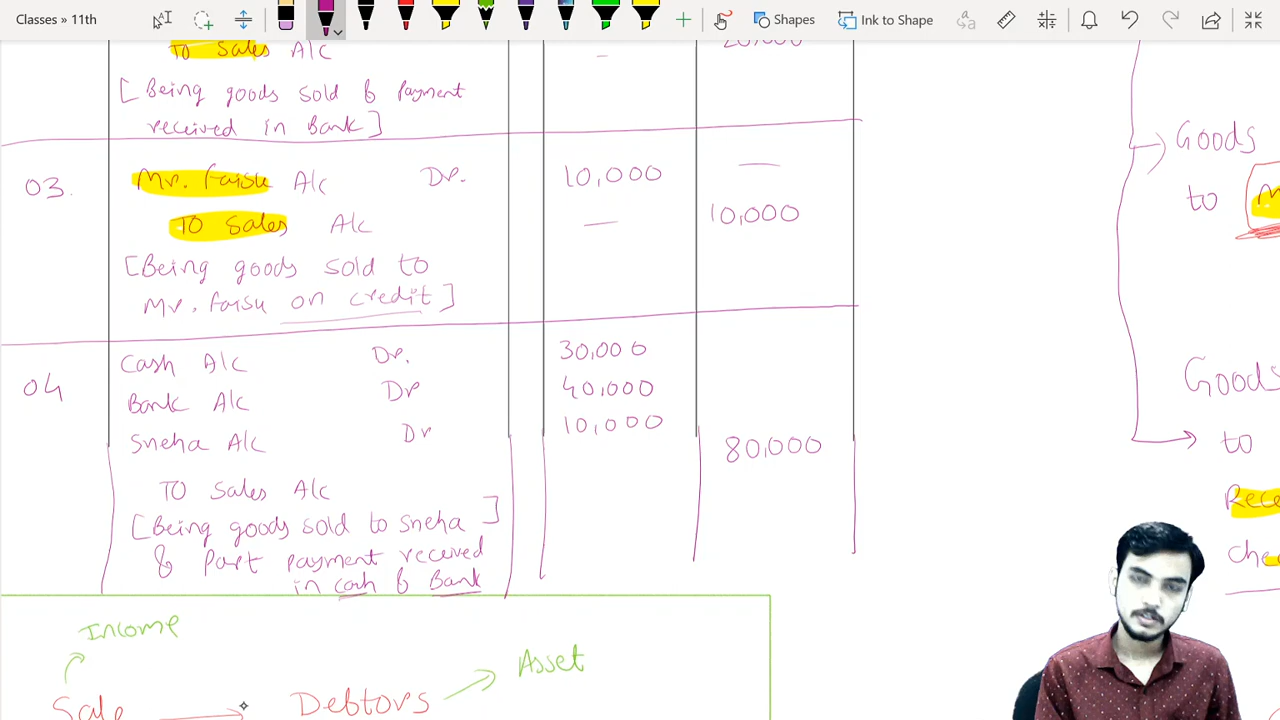 Classes » 11th
Shapes
Ink to Shape
To Sales A/c — 20,000
[Being goods sold & payment
received in Bank]
03. Mr. Faisu A/c Dr. 10,000 —
To Sales A/c — 10,000
[Being goods sold to
Mr. Faisu on credit]
04 Cash A/c Dr. 30,000
Bank A/c Dr 40,000
Sneha A/c Dr 10,000
80,000
To Sales A/c
[Being goods sold to Sneha]
& Part payment received
in cash & Bank
Income
Sale
Debtors
Asset
Goods
to
Goods
to